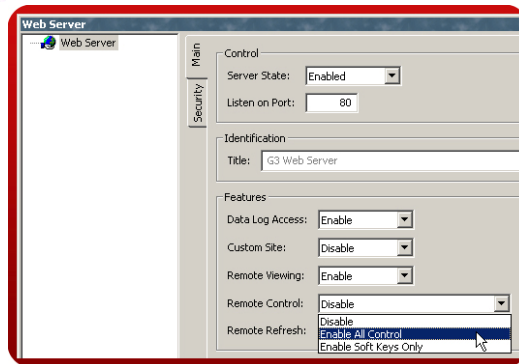 Web Server
Web Server
Main
Security
Control
Server State: Enabled
Listen on Port: 80
Identification
Title: G3 Web Server
Features
Data Log Access: Enable
Custom Site: Disable
Remote Viewing: Enable
Remote Control: Disable
Disable
Enable All Control
Remote Refresh:
Enable Soft Keys Only